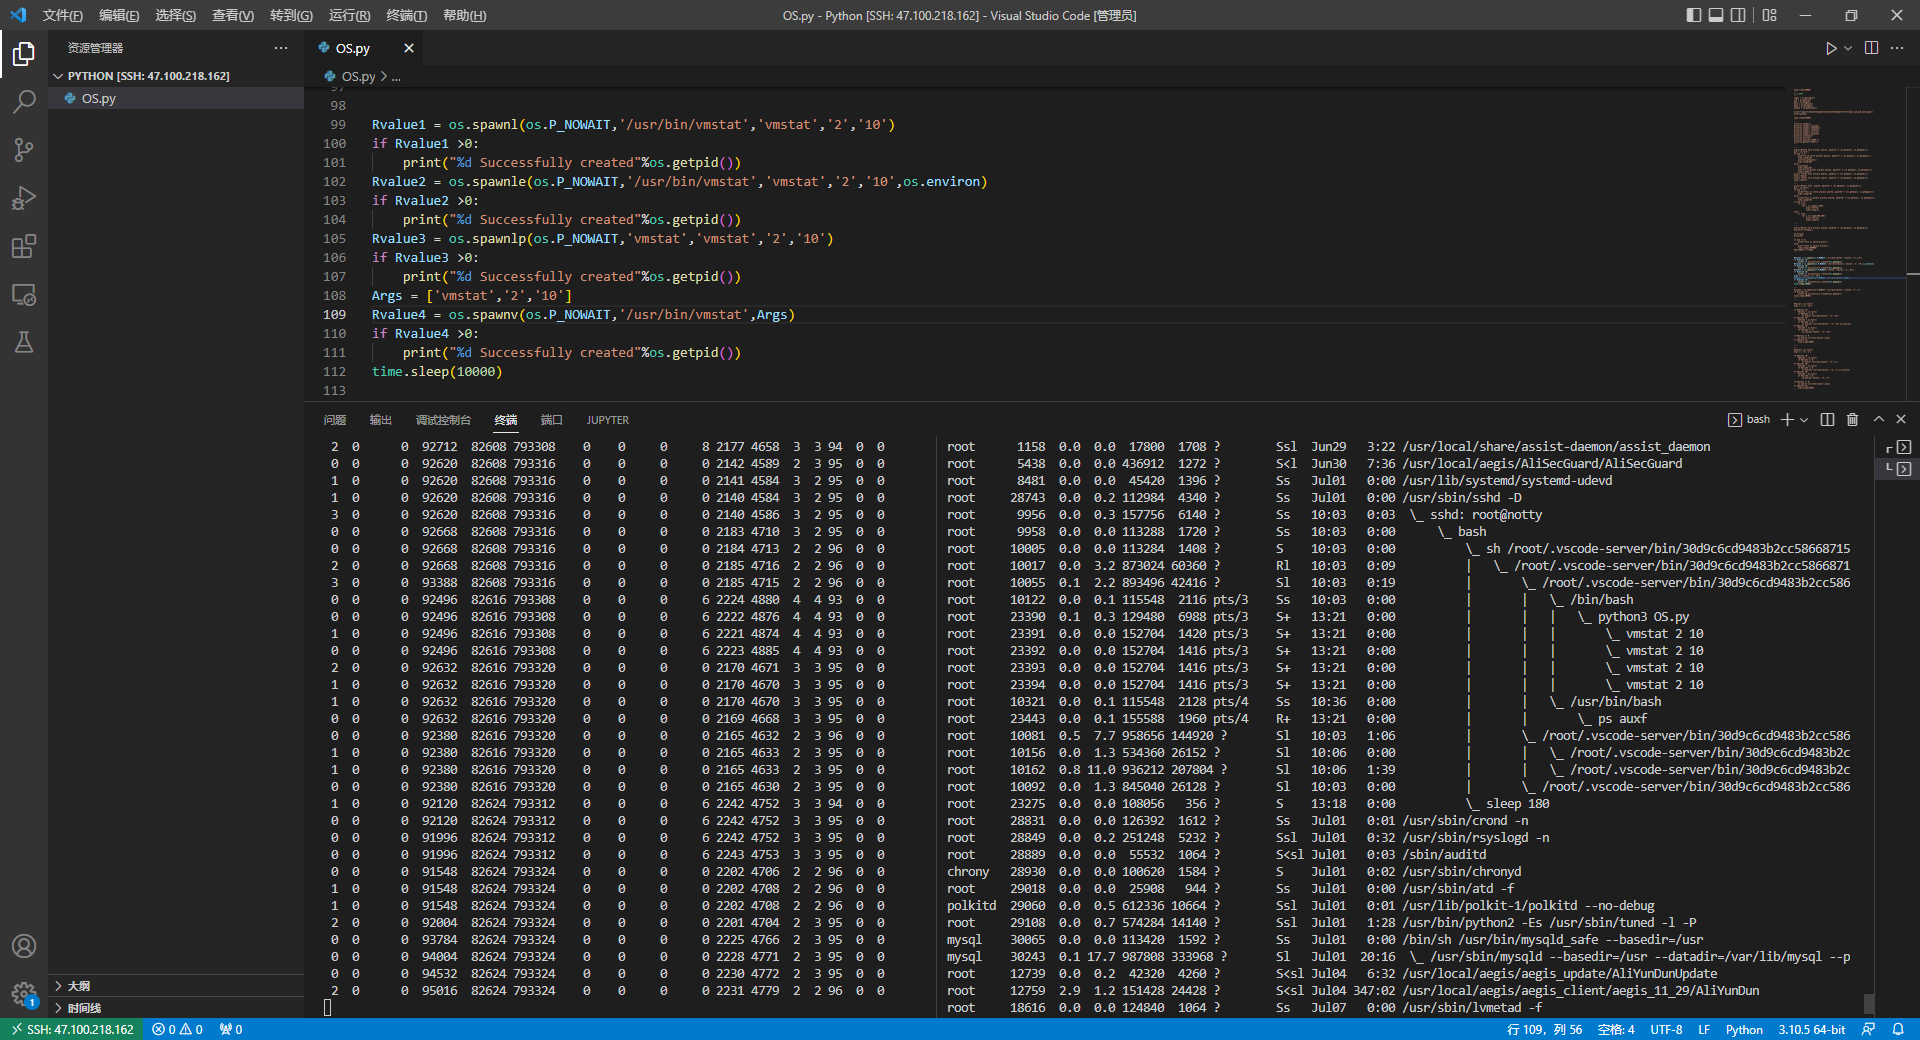 文件(F) 编辑(E) 选择(S) 查看(V) 转到(G) 运行(R) 终端(T) 帮助(H) OS.py - Python [SSH: 47.100.218.162] - Visual Studio Code [管理员]
资源管理器
PYTHON [SSH: 47.100.218.162]
OS.py
大纲
时间线
OS.py
OS.py > ...
97
98
99 Rvalue1 = os.spawnl(os.P_NOWAIT,'/usr/bin/vmstat','vmstat','2','10')
100 if Rvalue1 >0:
101 print("%d Successfully created"%os.getpid())
102 Rvalue2 = os.spawnle(os.P_NOWAIT,'/usr/bin/vmstat','vmstat','2','10',os.environ)
103 if Rvalue2 >0:
104 print("%d Successfully created"%os.getpid())
105 Rvalue3 = os.spawnlp(os.P_NOWAIT,'vmstat','vmstat','2','10')
106 if Rvalue3 >0:
107 print("%d Successfully created"%os.getpid())
108 Args = ['vmstat','2','10']
109 Rvalue4 = os.spawnv(os.P_NOWAIT,'/usr/bin/vmstat',Args)
110 if Rvalue4 >0:
111 print("%d Successfully created"%os.getpid())
112 time.sleep(10000)
113
问题 输出 调试控制台 终端 端口 JUPYTER
bash
2 0 0 92712 82608 793308 0 0 0 8 2177 4658 3 3 94 0 0
0 0 0 92620 82608 793316 0 0 0 0 2142 4589 2 3 95 0 0
1 0 0 92620 82608 793316 0 0 0 0 2141 4584 3 2 95 0 0
1 0 0 92620 82608 793316 0 0 0 0 2140 4584 3 2 95 0 0
3 0 0 92620 82608 793316 0 0 0 0 2140 4586 3 2 95 0 0
0 0 0 92668 82608 793316 0 0 0 0 2183 4710 3 2 95 0 0
0 0 0 92668 82608 793316 0 0 0 0 2184 4713 2 2 96 0 0
2 0 0 92668 82608 793316 0 0 0 0 2185 4716 2 2 96 0 0
3 0 0 93388 82608 793316 0 0 0 0 2185 4715 2 2 96 0 0
0 0 0 92496 82616 793308 0 0 0 6 2224 4880 4 4 93 0 0
0 0 0 92496 82616 793308 0 0 0 6 2222 4876 4 4 93 0 0
1 0 0 92496 82616 793308 0 0 0 6 2221 4874 4 4 93 0 0
0 0 0 92496 82616 793308 0 0 0 6 2223 4885 4 4 93 0 0
2 0 0 92632 82616 793320 0 0 0 0 2170 4671 3 3 95 0 0
1 0 0 92632 82616 793320 0 0 0 0 2170 4670 3 3 95 0 0
1 0 0 92632 82616 793320 0 0 0 0 2170 4670 3 3 95 0 0
0 0 0 92632 82616 793320 0 0 0 0 2169 4668 3 3 95 0 0
0 0 0 92380 82616 793320 0 0 0 0 2165 4632 2 3 96 0 0
1 0 0 92380 82616 793320 0 0 0 0 2165 4633 2 3 95 0 0
1 0 0 92380 82616 793320 0 0 0 0 2165 4633 2 3 95 0 0
0 0 0 92380 82616 793320 0 0 0 0 2165 4630 2 3 95 0 0
1 0 0 92120 82624 793312 0 0 0 6 2242 4752 3 3 94 0 0
0 0 0 92120 82624 793312 0 0 0 6 2242 4752 3 3 95 0 0
0 0 0 91996 82624 793312 0 0 0 6 2242 4752 3 3 95 0 0
0 0 0 91996 82624 793312 0 0 0 6 2243 4753 3 3 95 0 0
0 0 0 91548 82624 793324 0 0 0 0 2202 4706 2 2 96 0 0
1 0 0 91548 82624 793324 0 0 0 0 2202 4708 2 2 96 0 0
1 0 0 91548 82624 793324 0 0 0 0 2202 4708 2 2 96 0 0
2 0 0 92004 82624 793324 0 0 0 0 2201 4704 2 3 95 0 0
0 0 0 93784 82624 793324 0 0 0 0 2225 4766 2 3 95 0 0
0 0 0 94004 82624 793324 0 0 0 0 2228 4771 2 3 95 0 0
0 0 0 94532 82624 793324 0 0 0 0 2230 4772 2 3 95 0 0
2 0 0 95016 82624 793324 0 0 0 0 2231 4779 2 2 96 0 0
root 1158 0.0 0.0 17800 1708 ? Ssl Jun29 3:22 /usr/local/share/assist-daemon/assist_daemon
root 5438 0.0 0.0 436912 1272 ? S<l Jun30 7:36 /usr/local/aegis/AliSecGuard/AliSecGuard
root 8481 0.0 0.0 45420 1396 ? Ss Jul01 0:00 /usr/lib/systemd/systemd-udevd
root 28743 0.0 0.2 112984 4340 ? Ss Jul01 0:00 /usr/sbin/sshd -D
root 9956 0.0 0.3 157756 6140 ? Ss 10:03 0:03 \_ sshd: root@notty
root 9958 0.0 0.0 113288 1720 ? Ss 10:03 0:00 \_ bash
root 10005 0.0 0.0 113284 1408 ? S 10:03 0:00 \_ sh /root/.vscode-server/bin/30d9c6cd9483b2cc58668715
root 10017 0.0 3.2 873024 60360 ? Rl 10:03 0:09 | \_ /root/.vscode-server/bin/30d9c6cd9483b2cc5866871
root 10055 0.1 2.2 893496 42416 ? Sl 10:03 0:19 | \_ /root/.vscode-server/bin/30d9c6cd9483b2cc586
root 10122 0.0 0.1 115548 2116 pts/3 Ss 10:03 0:00 | | \_ /bin/bash
root 23390 0.1 0.3 129480 6988 pts/3 S+ 13:21 0:00 | | | \_ python3 OS.py
root 23391 0.0 0.0 152704 1420 pts/3 S+ 13:21 0:00 | | | \_ vmstat 2 10
root 23392 0.0 0.0 152704 1416 pts/3 S+ 13:21 0:00 | | | \_ vmstat 2 10
root 23393 0.0 0.0 152704 1416 pts/3 S+ 13:21 0:00 | | | \_ vmstat 2 10
root 23394 0.0 0.0 152704 1416 pts/3 S+ 13:21 0:00 | | | \_ vmstat 2 10
root 10321 0.0 0.1 115548 2128 pts/4 Ss 10:36 0:00 | | \_ /usr/bin/bash
root 23443 0.0 0.1 155588 1960 pts/4 R+ 13:21 0:00 | | \_ ps auxf
root 10081 0.5 7.7 958656 144920 ? Sl 10:03 1:06 | \_ /root/.vscode-server/bin/30d9c6cd9483b2cc586
root 10156 0.0 1.3 534360 26152 ? Sl 10:06 0:00 | | \_ /root/.vscode-server/bin/30d9c6cd9483b2c
root 10162 0.8 11.0 936212 207804 ? Sl 10:06 1:39 | | \_ /root/.vscode-server/bin/30d9c6cd9483b2c
root 10092 0.0 1.3 845040 26128 ? Sl 10:03 0:00 | \_ /root/.vscode-server/bin/30d9c6cd9483b2cc586
root 23275 0.0 0.0 108056 356 ? S 13:18 0:00 \_ sleep 180
root 28831 0.0 0.0 126392 1612 ? Ss Jul01 0:01 /usr/sbin/crond -n
root 28849 0.0 0.2 251248 5232 ? Ssl Jul01 0:32 /usr/sbin/rsyslogd -n
root 28889 0.0 0.0 55532 1064 ? S<sl Jul01 0:03 /sbin/auditd
chrony 28930 0.0 0.0 100620 1584 ? S Jul01 0:02 /usr/sbin/chronyd
root 29018 0.0 0.0 25908 944 ? Ss Jul01 0:00 /usr/sbin/atd -f
polkitd 29060 0.0 0.5 612336 10664 ? Ssl Jul01 0:01 /usr/lib/polkit-1/polkitd --no-debug
root 29108 0.0 0.7 574284 14140 ? Ssl Jul01 1:28 /usr/bin/python2 -Es /usr/sbin/tuned -l -P
mysql 30065 0.0 0.0 113420 1592 ? Ss Jul01 0:00 /bin/sh /usr/bin/mysqld_safe --basedir=/usr
mysql 30243 0.1 17.7 987808 333968 ? Sl Jul01 20:16 \_ /usr/sbin/mysqld --basedir=/usr --datadir=/var/lib/mysql --p
root 12739 0.0 0.2 42320 4260 ? S<sl Jul04 6:32 /usr/local/aegis/aegis_update/AliYunDunUpdate
root 12759 2.9 1.2 151428 24428 ? S<sl Jul04 347:02 /usr/local/aegis/aegis_client/aegis_11_29/AliYunDun
root 18616 0.0 0.0 124840 1064 ? Ss Jul07 0:00 /usr/sbin/lvmetad -f
1
SSH: 47.100.218.162 0 0 0 行 109，列 56 空格: 4 UTF-8 LF Python 3.10.5 64-bit